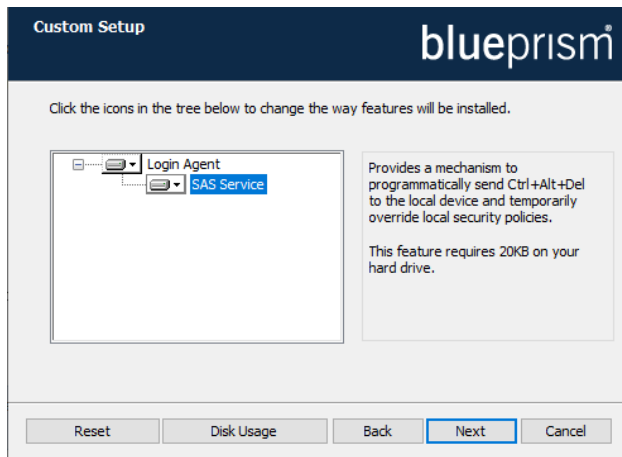 Custom Setup
blueprism
Click the icons in the tree below to change the way features will be installed.
Login Agent
SAS Service
Provides a mechanism to
programmatically send Ctrl+Alt+Del
to the local device and temporarily
override local security policies.
This feature requires 20KB on your
hard drive.
Reset
Disk Usage
Back
Next
Cancel